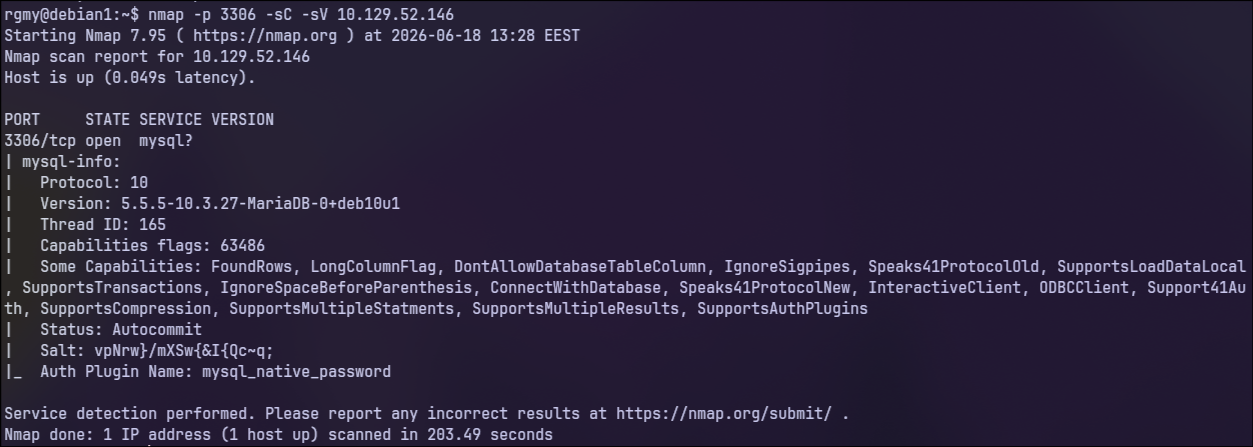 rgmy@debian1:~$ nmap -p 3306 -sC -sV 10.129.52.146
Starting Nmap 7.95 ( https://nmap.org ) at 2026-06-18 13:28 EEST
Nmap scan report for 10.129.52.146
Host is up (0.049s latency).

PORT     STATE SERVICE VERSION
3306/tcp open  mysql?
| mysql-info:
|   Protocol: 10
|   Version: 5.5.5-10.3.27-MariaDB-0+deb10u1
|   Thread ID: 165
|   Capabilities flags: 63486
|   Some Capabilities: FoundRows, LongColumnFlag, DontAllowDatabaseTableColumn, IgnoreSigpipes, Speaks41ProtocolOld, SupportsLoadDataLocal
, SupportsTransactions, IgnoreSpaceBeforeParenthesis, ConnectWithDatabase, Speaks41ProtocolNew, InteractiveClient, ODBCClient, Support41Au
th, SupportsCompression, SupportsMultipleStatments, SupportsMultipleResults, SupportsAuthPlugins
|   Status: Autocommit
|   Salt: vpNrw}/mXSw{&I{Qc~q;
|_  Auth Plugin Name: mysql_native_password

Service detection performed. Please report any incorrect results at https://nmap.org/submit/ .
Nmap done: 1 IP address (1 host up) scanned in 203.49 seconds